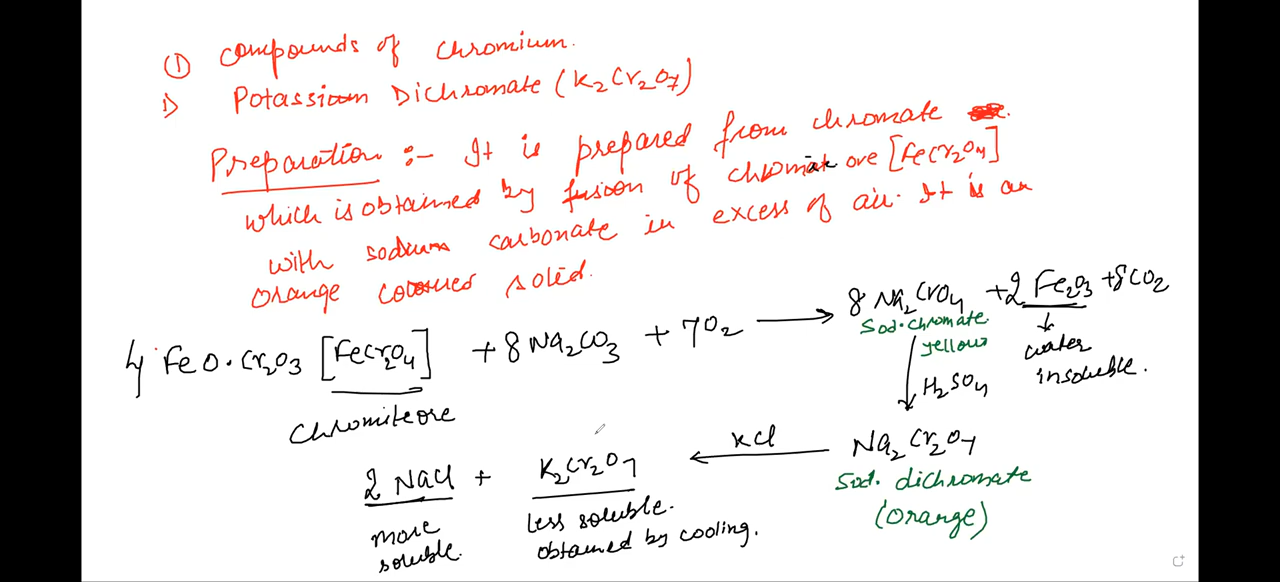 ① Compounds of Chromium.
1) Potassium Dichromate (K₂Cr₂O₇)
Preparation :- It is prepared from chromate
which is obtained by fusion of chromite ore [FeCr₂O₄]
with sodium carbonate in excess of air. It is an
orange coloured solid.
4 FeO·Cr₂O₃ [FeCr₂O₄] + 8 Na₂CO₃ + 7O₂ ⟶ 8 Na₂CrO₄ + 2 Fe₂O₃ + 8CO₂
Chromite ore
Sod. chromate
yellow
water
insoluble.
H₂SO₄
2 NaCl + K₂Cr₂O₇ ⟵ KCl Na₂Cr₂O₇
more
soluble.
less soluble.
obtained by cooling.
Sod. dichromate
(orange)